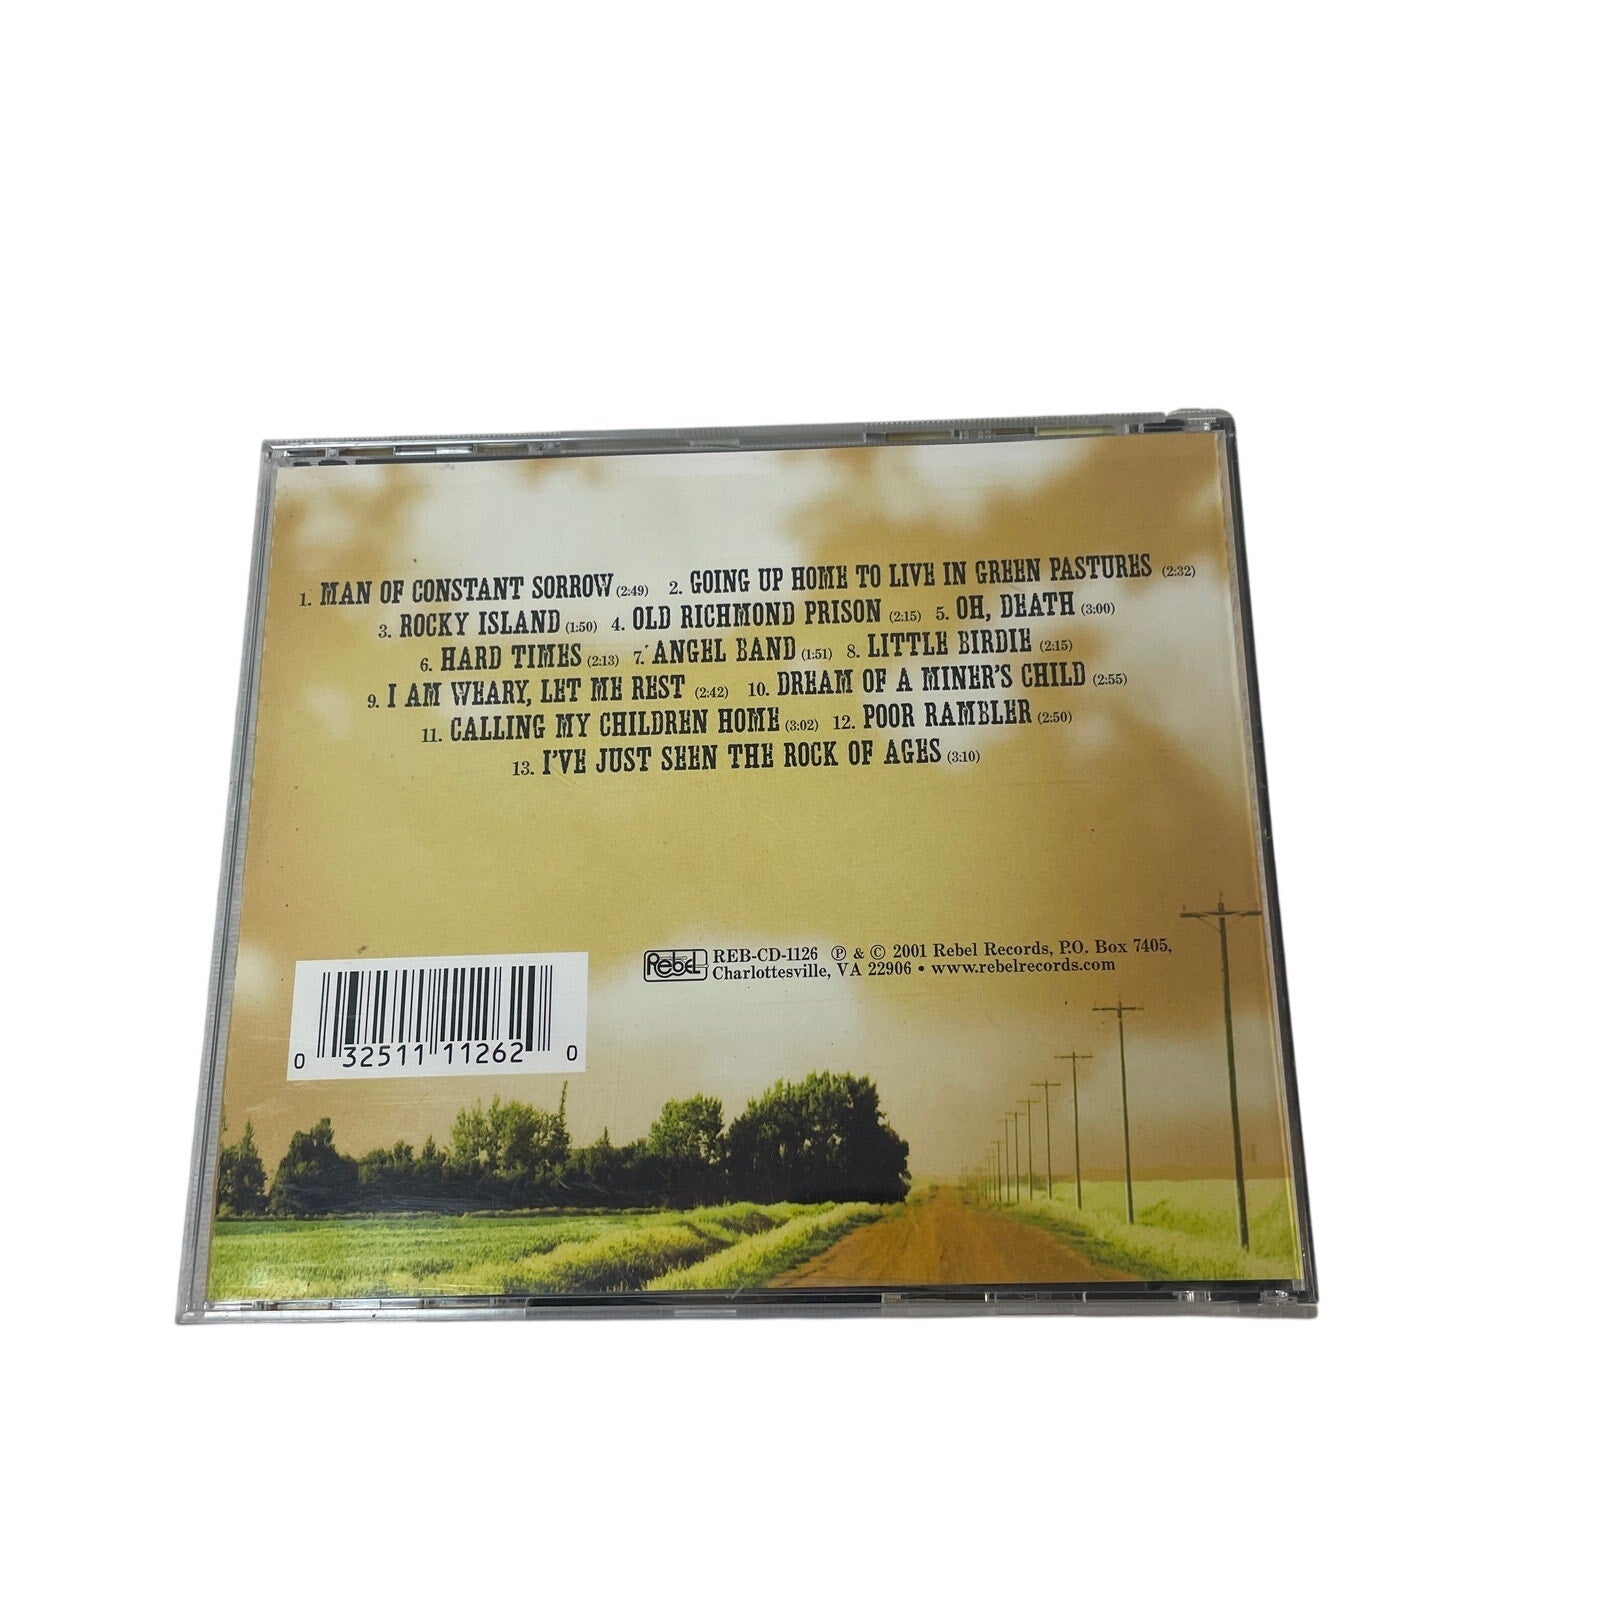 1. MAN OF CONSTANT SORROW (2:49) 2. GOING UP HOME TO LIVE IN GREEN PASTURES (2:32)
3. ROCKY ISLAND (1:50) 4. OLD RICHMOND PRISON (2:15) 5. OH, DEATH (3:00)
6. HARD TIMES (2:13) 7. ANGEL BAND (1:51) 8. LITTLE BIRDIE (2:15)
9. I AM WEARY, LET ME REST (2:42) 10. DREAM OF A MINER'S CHILD (2:55)
11. CALLING MY CHILDREN HOME (3:02) 12. POOR RAMBLER (2:50)
13. I'VE JUST SEEN THE ROCK OF AGES (3:10)
Rebel REB-CD-1126 ℗ & © 2001 Rebel Records, P.O. Box 7405,
Charlottesville, VA 22906 • www.rebelrecords.com
0 32511 11262 0